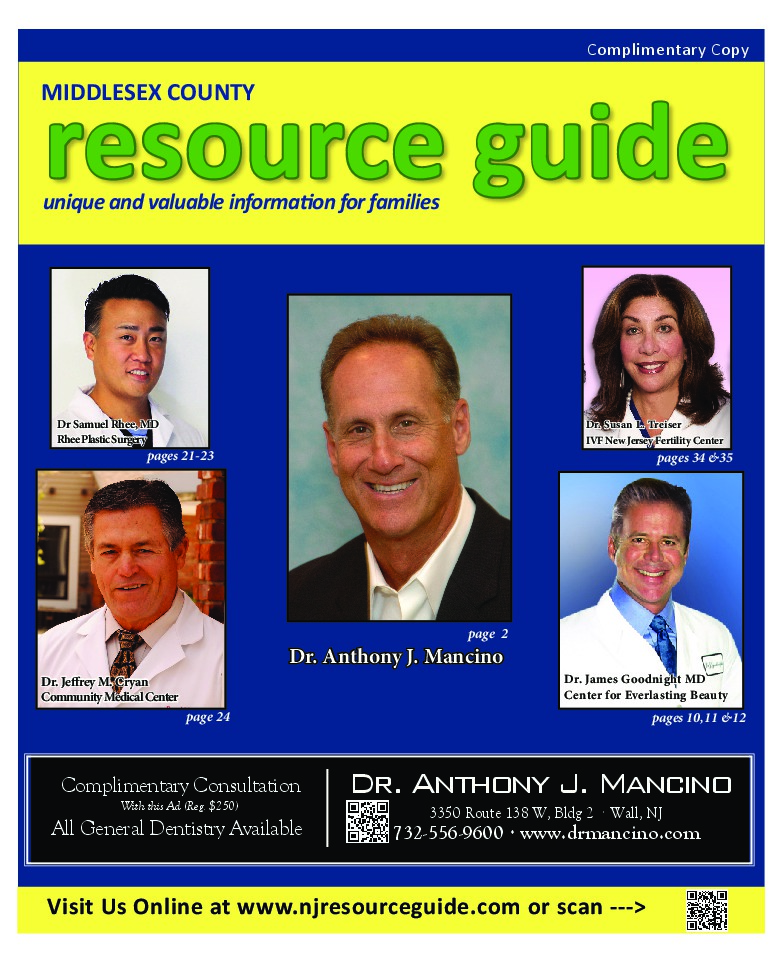 Complimentary Copy
MIDDLESEX COUNTY
resource guide
unique and valuable information for families
Dr Samuel Rhee, MD
Rhee Plastic Surgery
pages 21-23
Dr. Susan L. Treiser
IVF New Jersey Fertility Center
pages 34 &35
Dr. Jeffrey M. Cryan
Community Medical Center
page 24
page 2
Dr. Anthony J. Mancino
Dr. James Goodnight MD
Center for Everlasting Beauty
pages 10,11 &12
Complimentary Consultation
With this Ad (Reg. $250)
All General Dentistry Available
Dr. Anthony J. Mancino
3350 Route 138 W, Bldg 2 · Wall, NJ
732-556-9600 · www.drmancino.com
Visit Us Online at www.njresourceguide.com or scan --->